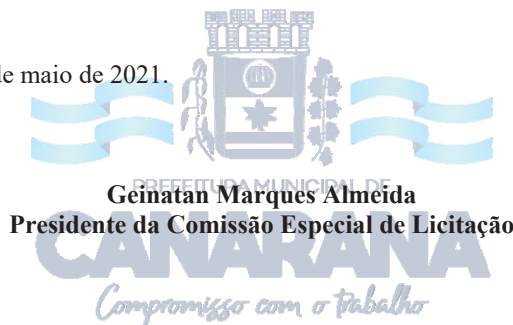 de maio de 2021.
PREFEITURA MUNICIPAL DE
Geinatan Marques Almeida
Presidente da Comissão Especial de Licitação
CANARANA
Compromisso com o trabalho